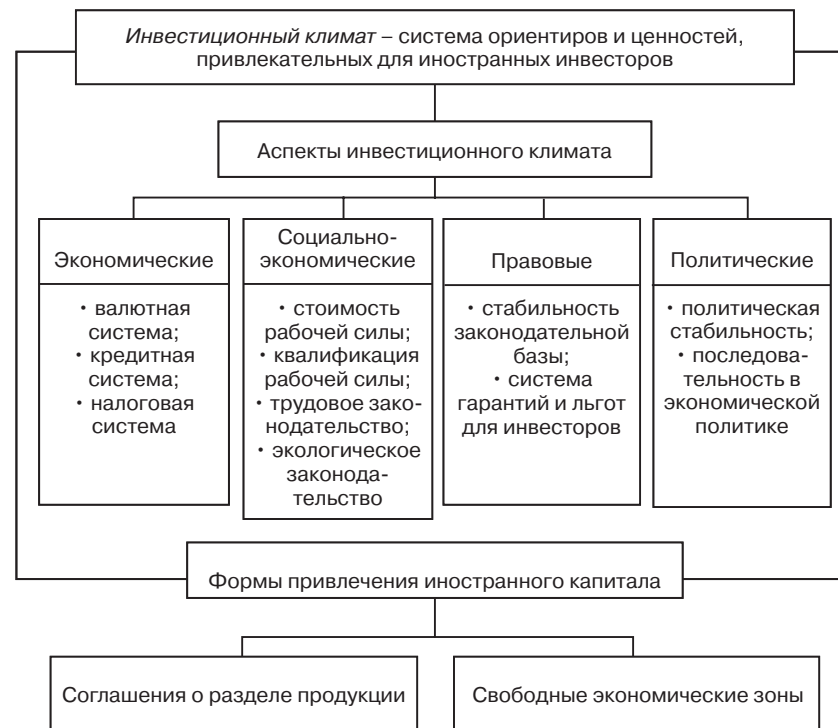 Инвестиционный климат – система ориентиров и ценностей,
привлекательных для иностранных инвесторов
Аспекты инвестиционного климата
Экономические
• валютная
система;
• кредитная
система;
• налоговая
система
Социально-
экономические
• стоимость
рабочей силы;
• квалификация
рабочей силы;
• трудовое зако-
нодательство;
• экологическое
законода-
тельство
Правовые
• стабильность
законодательной
базы;
• система
гарантий и льгот
для инвесторов
Политические
• политическая
стабильность;
• последова-
тельность в
экономической
политике
Формы привлечения иностранного капитала
Соглашения о разделе продукции
Свободные экономические зоны